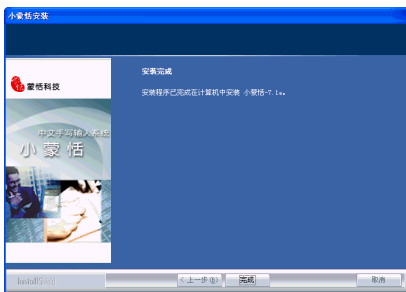 小蒙恬安装
安装完成
安装程序已完成在计算机中安装 小蒙恬-7.1e。
蒙恬科技
中文手写输入系统
小蒙恬
InstallShield
< 上一步(B)
完成
取消